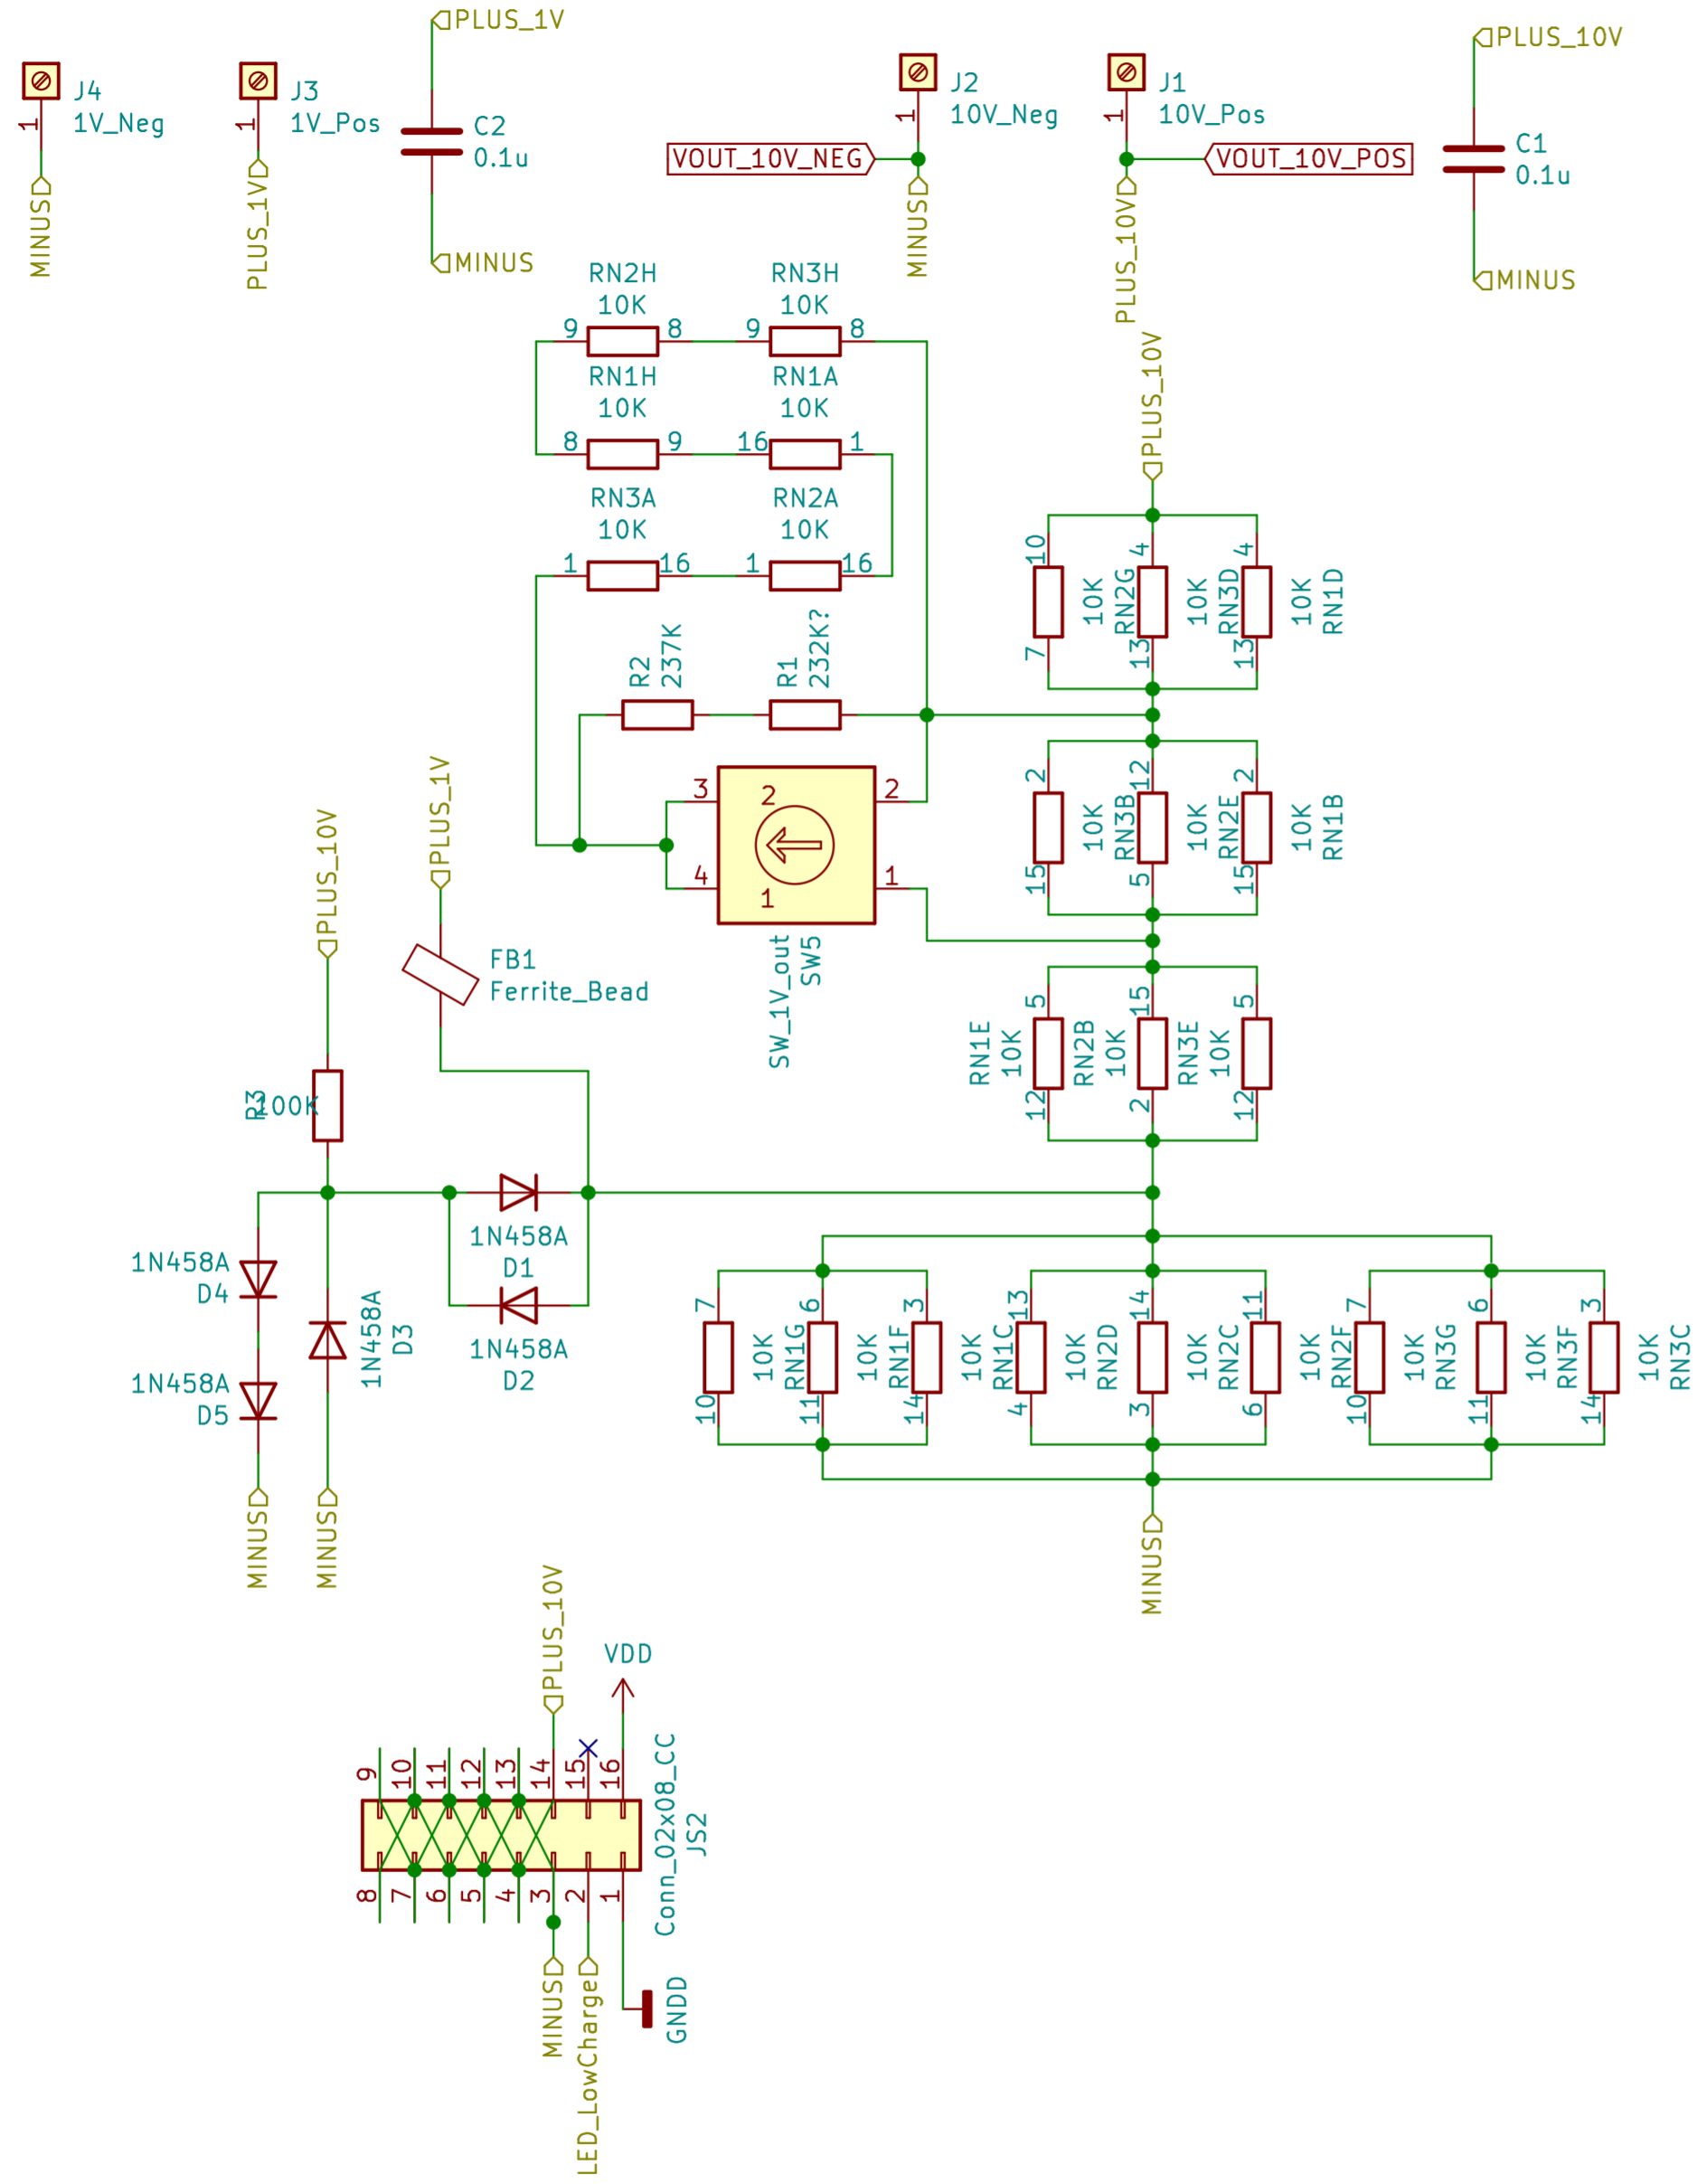 PLUS_1V
PLUS_10V
J4
1V_Neg
1
MINUS
J3
1V_Pos
1
PLUS_1V
C2
0.1u
MINUS
J2
10V_Neg
1
VOUT_10V_NEG
MINUS
J1
10V_Pos
1
VOUT_10V_POS
PLUS_10V
C1
0.1u
MINUS
RN2H
10K
9
8
RN3H
10K
9
8
RN1H
10K
8
9
RN1A
10K
16
1
RN3A
10K
1
16
RN2A
10K
1
16
PLUS_10V
10
7
10K
RN2G
4
13
10K
RN3D
4
13
10K
RN1D
R2
237K
R1
232K?
3
2
4
1
2
1
SW_1V_out
SW5
2
15
10K
RN3B
12
5
10K
RN2E
2
15
10K
RN1B
PLUS_10V
PLUS_1V
FB1
Ferrite_Bead
RN1E
10K
5
12
RN2B
10K
15
2
RN3E
10K
5
12
R3
100K
1N458A
D1
1N458A
D2
1N458A
D4
1N458A
D3
1N458A
D5
MINUS
MINUS
7
10
10K
RN1G
6
11
10K
RN1F
3
14
10K
RN1C
13
4
10K
RN2D
14
3
10K
RN2C
11
6
10K
RN2F
7
10
10K
RN3G
6
11
10K
RN3F
3
14
10K
RN3C
MINUS
PLUS_10V
VDD
9
10
11
12
13
14
15
16
Conn_02x08_CC
JS2
8
7
6
5
4
3
2
1
MINUS
LED_LowCharge
GNDD